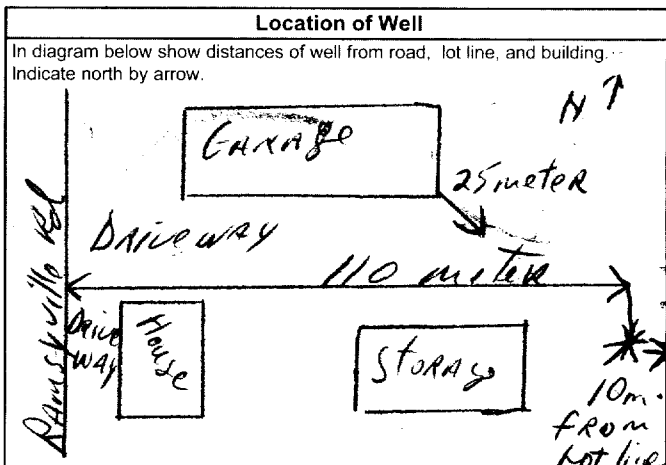 Location of Well
In diagram below show distances of well from road, lot line, and building.
Indicate north by arrow.
N
GARAGE
25 meter
DRIVEWAY
110 meter
Ramsyville Rd
Drive
WAY
House
STORAGE
10m.
FROM
Lot line